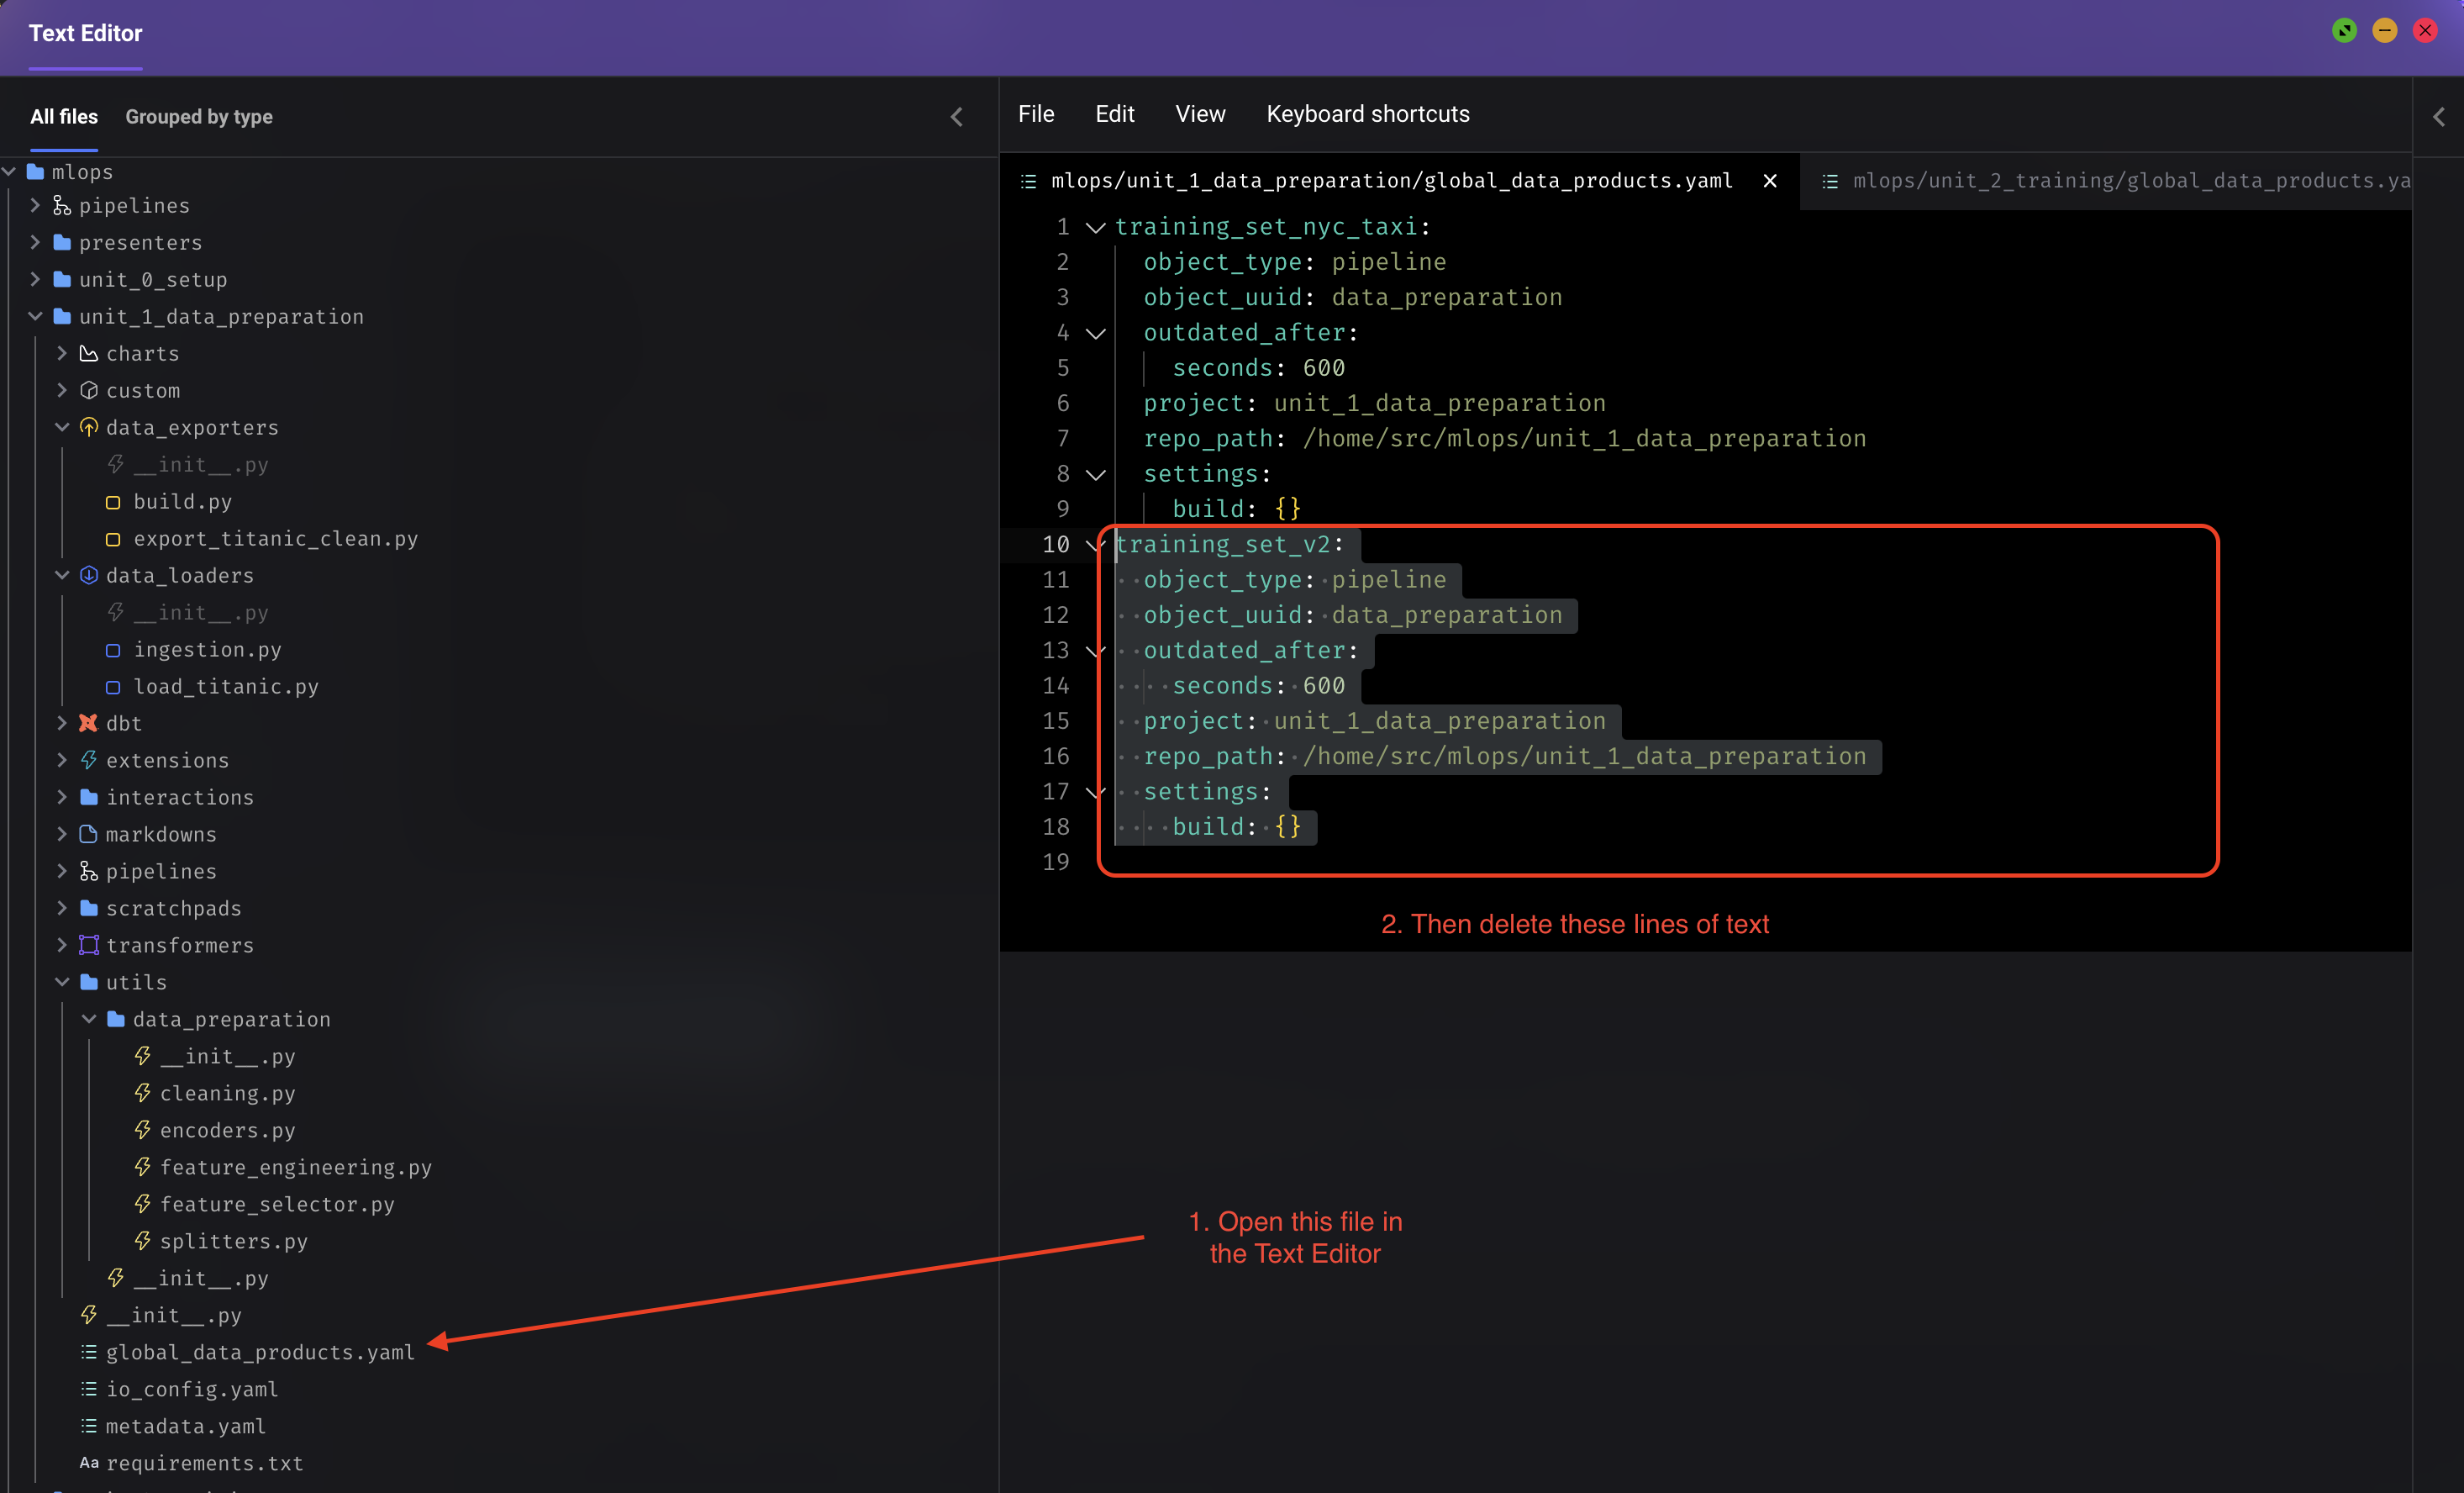 Text Editor
All files
Grouped by type
mlops
pipelines
presenters
unit_0_setup
unit_1_data_preparation
charts
custom
data_exporters
__init__.py
build.py
export_titanic_clean.py
data_loaders
__init__.py
ingestion.py
load_titanic.py
dbt
extensions
interactions
markdowns
pipelines
scratchpads
transformers
utils
data_preparation
__init__.py
cleaning.py
encoders.py
feature_engineering.py
feature_selector.py
splitters.py
__init__.py
__init__.py
global_data_products.yaml
io_config.yaml
metadata.yaml
Aa requirements.txt
File Edit View Keyboard shortcuts
mlops/unit_1_data_preparation/global_data_products.yaml
mlops/unit_2_training/global_data_products.ya
1 training_set_nyc_taxi:
2 object_type: pipeline
3 object_uuid: data_preparation
4 outdated_after:
5 seconds: 600
6 project: unit_1_data_preparation
7 repo_path: /home/src/mlops/unit_1_data_preparation
8 settings:
9 build: {}
10 training_set_v2:
11 object_type: pipeline
12 object_uuid: data_preparation
13 outdated_after:
14 seconds: 600
15 project: unit_1_data_preparation
16 repo_path: /home/src/mlops/unit_1_data_preparation
17 settings:
18 build: {}
19
2. Then delete these lines of text
1. Open this file in
the Text Editor